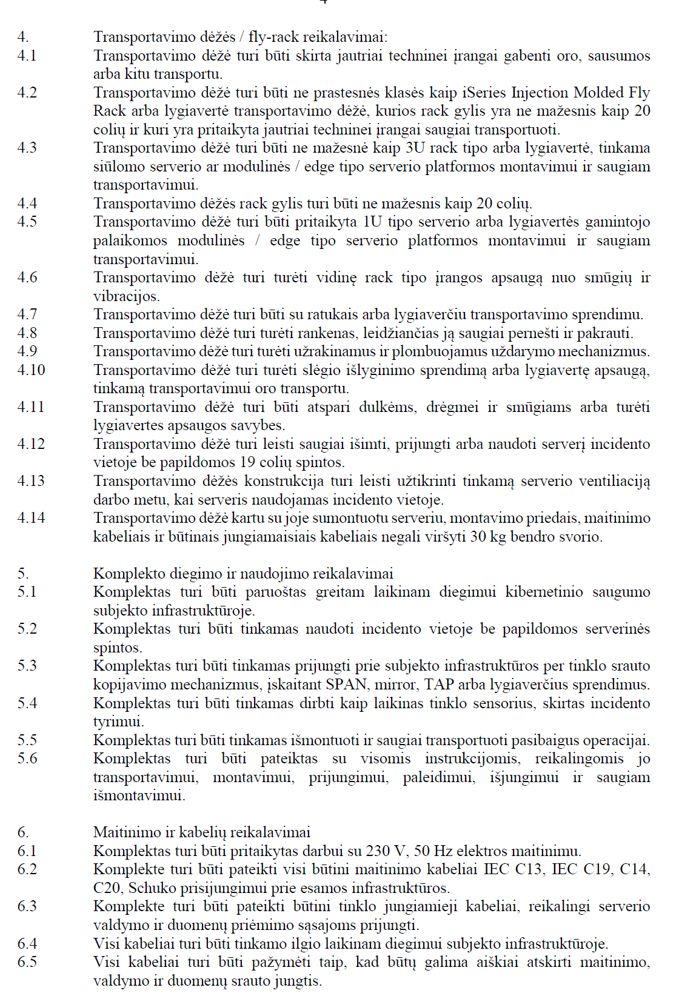 4
4. Transportavimo dėžės / fly-rack reikalavimai:
4.1 Transportavimo dėžė turi būti skirta jautriai techninei įrangai gabenti oro, sausumos
arba kitu transportu.
4.2 Transportavimo dėžė turi būti ne prastesnės klasės kaip iSeries Injection Molded Fly
Rack arba lygiavertė transportavimo dėžė, kurios rack gylis yra ne mažesnis kaip 20
colių ir kuri yra pritaikyta jautriai techninei įrangai saugiai transportuoti.
4.3 Transportavimo dėžė turi būti ne mažesnė kaip 3U rack tipo arba lygiavertė, tinkama
siūlomo serverio ar modulinės / edge tipo serverio platformos montavimui ir saugiam
transportavimui.
4.4 Transportavimo dėžės rack gylis turi būti ne mažesnis kaip 20 colių.
4.5 Transportavimo dėžė turi būti pritaikyta 1U tipo serverio arba lygiavertės gamintojo
palaikomos modulinės / edge tipo serverio platformos montavimui ir saugiam
transportavimui.
4.6 Transportavimo dėžė turi turėti vidinę rack tipo įrangos apsaugą nuo smūgių ir
vibracijos.
4.7 Transportavimo dėžė turi būti su ratukais arba lygiaverčiu transportavimo sprendimu.
4.8 Transportavimo dėžė turi turėti rankenas, leidžiančias ją saugiai pernešti ir pakrauti.
4.9 Transportavimo dėžė turi turėti užrakinamus ir plombuojamus uždarymo mechanizmus.
4.10 Transportavimo dėžė turi turėti slėgio išlyginimo sprendimą arba lygiavertę apsaugą,
tinkamą transportavimui oro transportu.
4.11 Transportavimo dėžė turi būti atspari dulkėms, drėgmei ir smūgiams arba turėti
lygiavertes apsaugos savybes.
4.12 Transportavimo dėžė turi leisti saugiai išimti, prijungti arba naudoti serverį incidento
vietoje be papildomos 19 colių spintos.
4.13 Transportavimo dėžės konstrukcija turi leisti užtikrinti tinkamą serverio ventiliaciją
darbo metu, kai serveris naudojamas incidento vietoje.
4.14 Transportavimo dėžė kartu su joje sumontuotu serveriu, montavimo priedais, maitinimo
kabeliais ir būtinais jungiamaisiais kabeliais negali viršyti 30 kg bendro svorio.
5. Komplekto diegimo ir naudojimo reikalavimai
5.1 Komplektas turi būti paruoštas greitam laikinam diegimui kibernetinio saugumo
subjekto infrastruktūroje.
5.2 Komplektas turi būti tinkamas naudoti incidento vietoje be papildomos serverinės
spintos.
5.3 Komplektas turi būti tinkamas prijungti prie subjekto infrastruktūros per tinklo srauto
kopijavimo mechanizmus, įskaitant SPAN, mirror, TAP arba lygiaverčius sprendimus.
5.4 Komplektas turi būti tinkamas dirbti kaip laikinas tinklo sensorius, skirtas incidento
tyrimui.
5.5 Komplektas turi būti tinkamas išmontuoti ir saugiai transportuoti pasibaigus operacijai.
5.6 Komplektas turi būti pateiktas su visomis instrukcijomis, reikalingomis jo
transportavimui, montavimui, prijungimui, paleidimui, išjungimui ir saugiam
išmontavimui.
6. Maitinimo ir kabelių reikalavimai
6.1 Komplektas turi būti pritaikytas darbui su 230 V, 50 Hz elektros maitinimu.
6.2 Komplekte turi būti pateikti visi būtini maitinimo kabeliai IEC C13, IEC C19, C14,
C20, Schuko prisijungimui prie esamos infrastruktūros.
6.3 Komplekte turi būti pateikti būtini tinklo jungiamieji kabeliai, reikalingi serverio
valdymo ir duomenų priėmimo sąsajoms prijungti.
6.4 Visi kabeliai turi būti tinkamo ilgio laikinam diegimui subjekto infrastruktūroje.
6.5 Visi kabeliai turi būti pažymėti taip, kad būtų galima aiškiai atskirti maitinimo,
valdymo ir duomenų srauto jungtis.